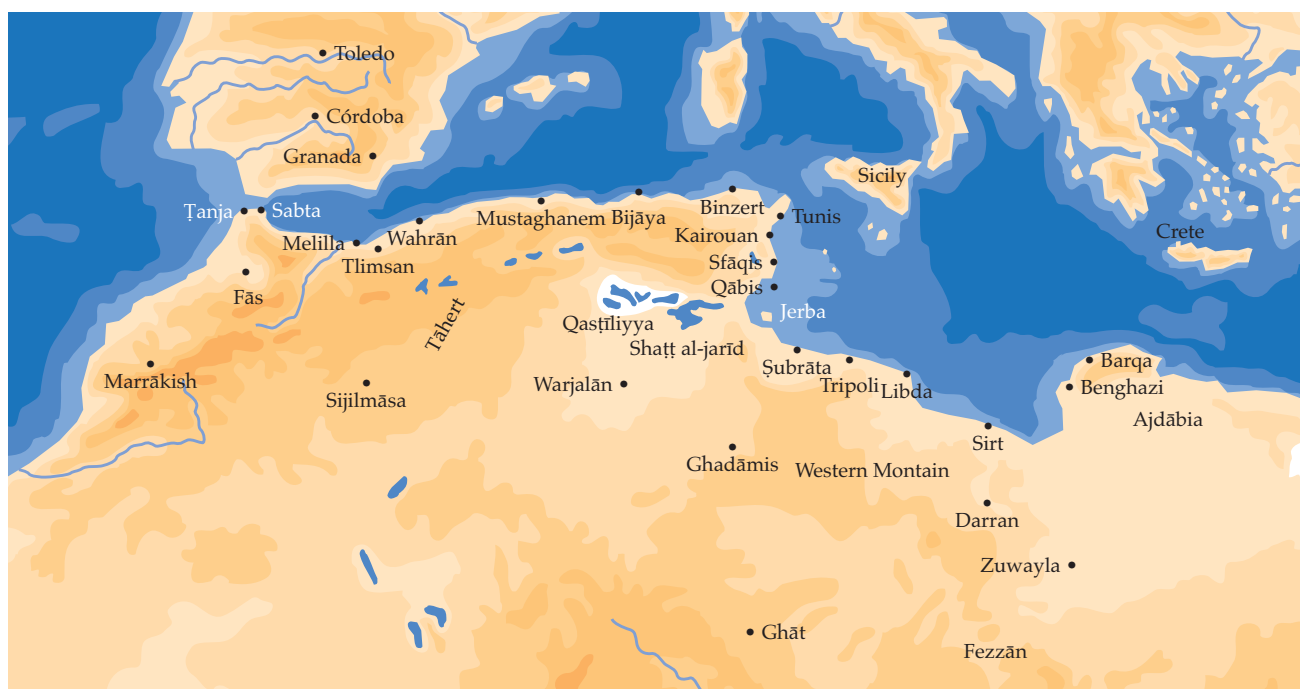 Toledo
Córdoba
Granada
Sicily
Ṭanja
Sabta
Mustaghanem
Bijāya
Binzert
Tunis
Melilla
Wahrān
Kairouan
Crete
Tlimsan
Sfāqis
Qābis
Fās
Tāhert
Qasṭīliyya
Jerba
Shaṭṭ al-jarīd
Ṣubrāta
Tripoli
Libda
Barqa
Benghazi
Marrākish
Sijilmāsa
Warjalān
Ajdābia
Sirt
Ghadāmis
Western Montain
Darran
Zuwayla
Ghāt
Fezzān